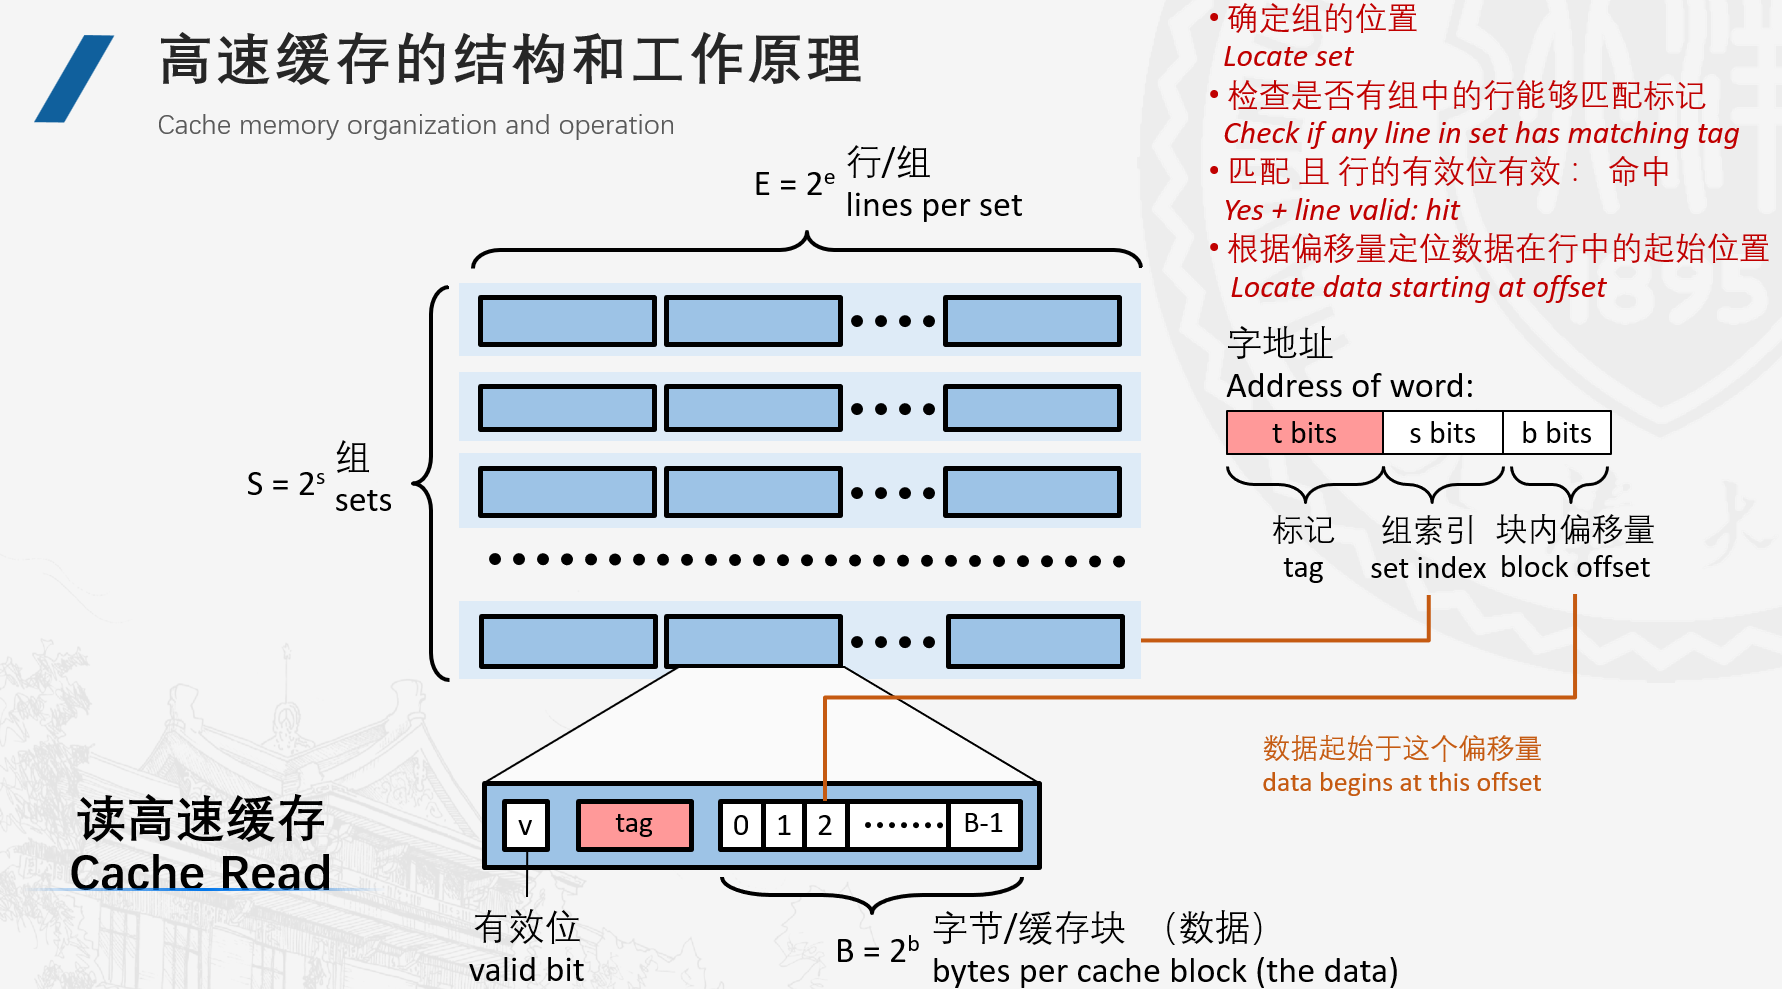 高速缓存的结构和工作原理
Cache memory organization and operation
• 确定组的位置
Locate set
• 检查是否有组中的行能够匹配标记
Check if any line in set has matching tag
• 匹配 且 行的有效位有效： 命中
Yes + line valid: hit
• 根据偏移量定位数据在行中的起始位置
Locate data starting at offset
E = 2^e 行/组
lines per set
S = 2^s 组
sets
字地址
Address of word:
t bits s bits b bits
标记 组索引 块内偏移量
tag set index block offset
数据起始于这个偏移量
data begins at this offset
v tag 0 1 2 ······· B-1
读高速缓存
Cache Read
有效位
valid bit
B = 2^b 字节/缓存块 （数据）
bytes per cache block (the data)
1895